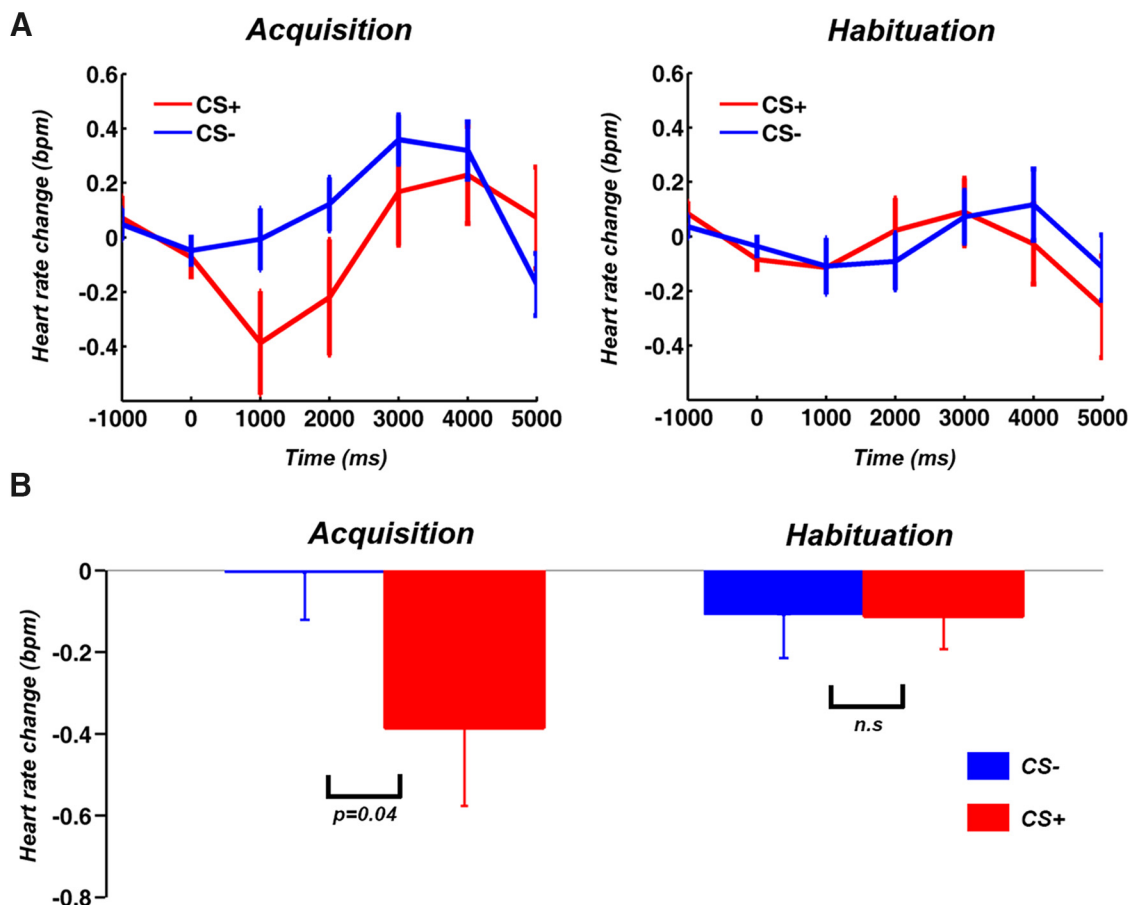 A
Acquisition
Habituation
Heart rate change (bpm)
0.6
0.4
0.2
0
-0.2
-0.4
CS+
CS-
-1000 0 1000 2000 3000 4000 5000
Time (ms)
Heart rate change (bpm)
0.6
0.4
0.2
0
-0.2
-0.4
CS+
CS-
-1000 0 1000 2000 3000 4000 5000
Time (ms)
B
Acquisition
Habituation
Heart rate change (bpm)
0
-0.2
-0.4
-0.6
-0.8
p=0.04
n.s
CS-
CS+